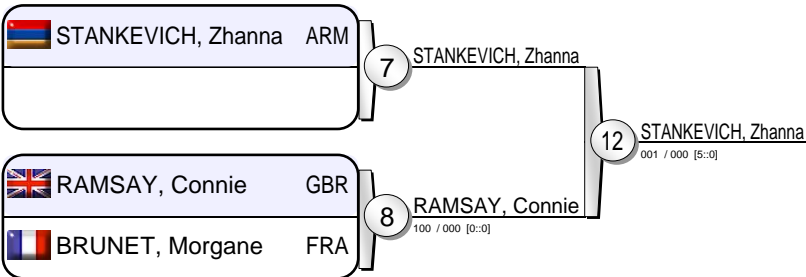 STANKEVICH, Zhanna ARM
7
STANKEVICH, Zhanna
12
STANKEVICH, Zhanna
001 / 000 [5::0]
RAMSAY, Connie GBR
8
RAMSAY, Connie
100 / 000 [0::0]
BRUNET, Morgane FRA